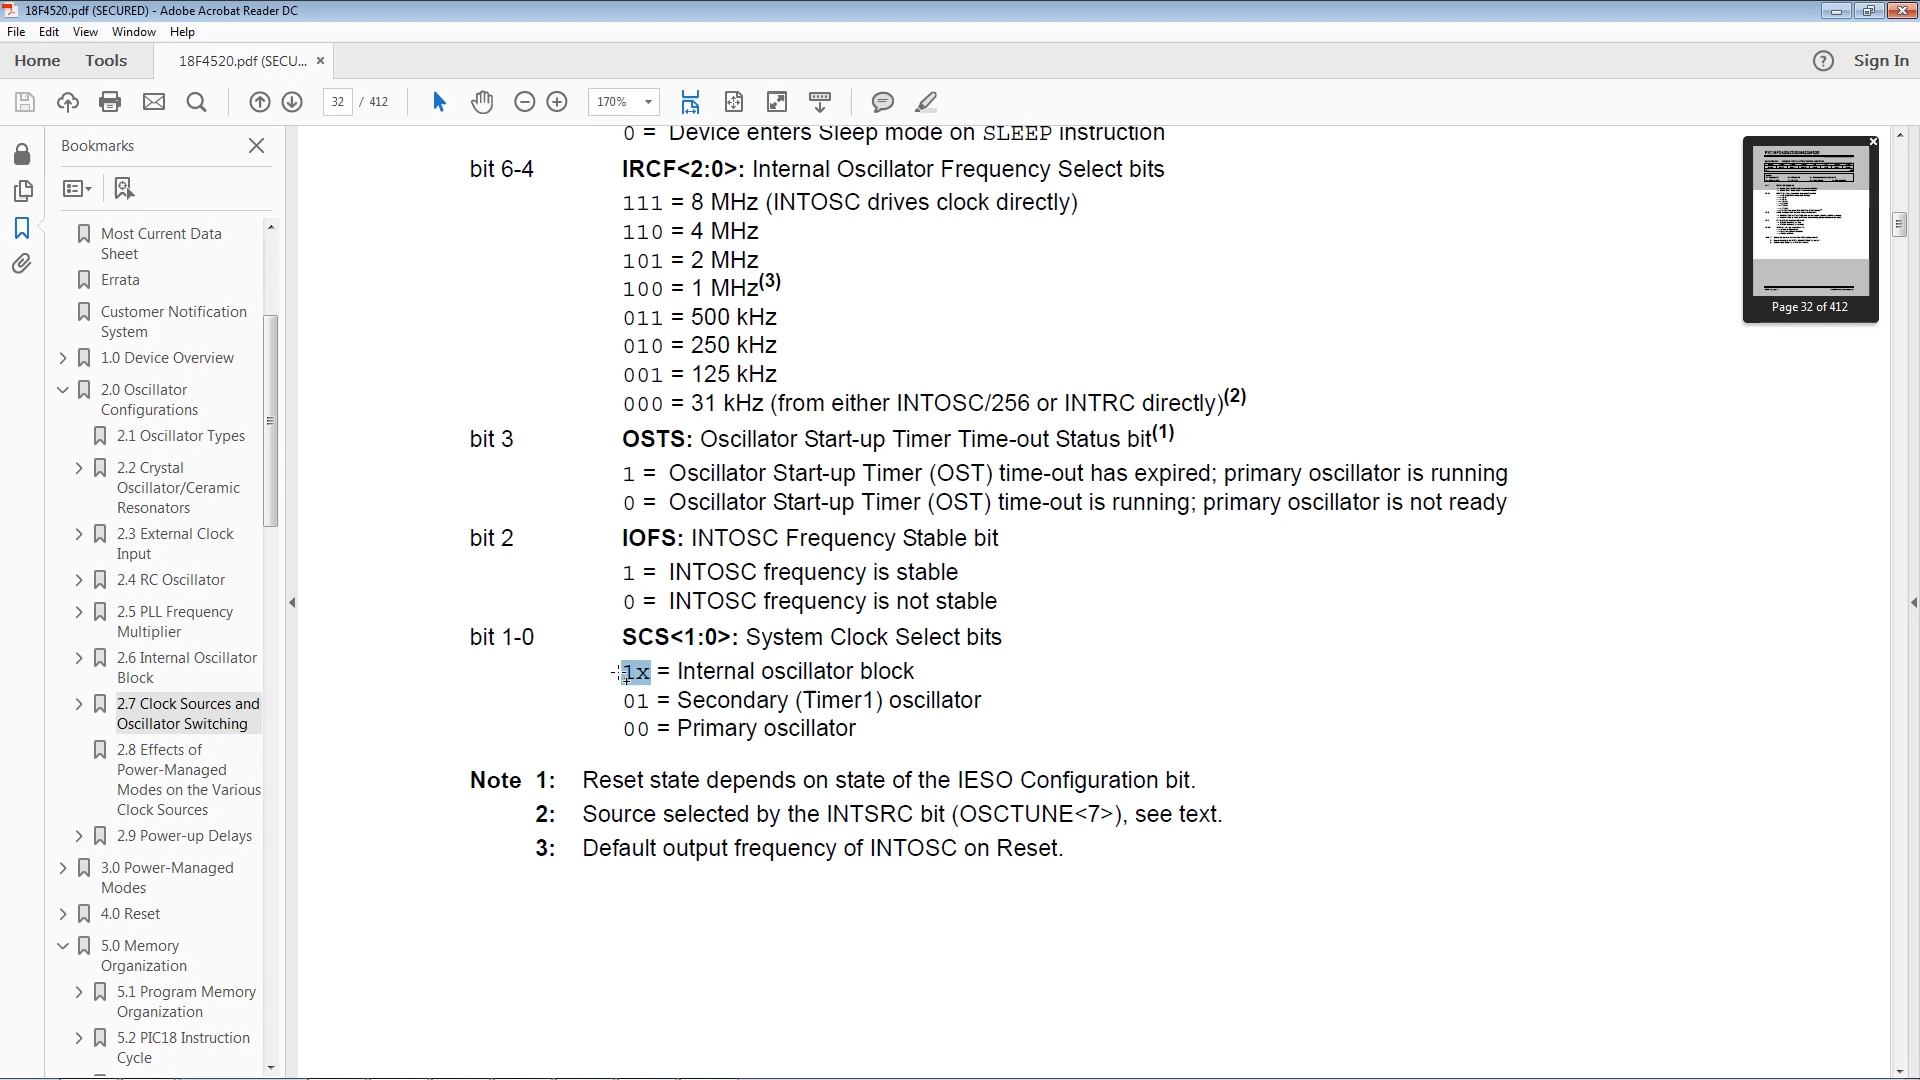 18F4520.pdf (SECURED) - Adobe Acrobat Reader DC
File Edit View Window Help
Home Tools 18F4520.pdf (SECU... × Sign In
32 / 412 170%
Bookmarks
Most Current Data
Sheet
Errata
Customer Notification
System
1.0 Device Overview
2.0 Oscillator
Configurations
2.1 Oscillator Types
2.2 Crystal
Oscillator/Ceramic
Resonators
2.3 External Clock
Input
2.4 RC Oscillator
2.5 PLL Frequency
Multiplier
2.6 Internal Oscillator
Block
2.7 Clock Sources and
Oscillator Switching
2.8 Effects of
Power-Managed
Modes on the Various
Clock Sources
2.9 Power-up Delays
3.0 Power-Managed
Modes
4.0 Reset
5.0 Memory
Organization
5.1 Program Memory
Organization
5.2 PIC18 Instruction
Cycle
0 = Device enters Sleep mode on SLEEP instruction
bit 6-4 IRCF<2:0>: Internal Oscillator Frequency Select bits
111 = 8 MHz (INTOSC drives clock directly)
110 = 4 MHz
101 = 2 MHz
100 = 1 MHz(3)
011 = 500 kHz
010 = 250 kHz
001 = 125 kHz
000 = 31 kHz (from either INTOSC/256 or INTRC directly)(2)
bit 3 OSTS: Oscillator Start-up Timer Time-out Status bit(1)
1 = Oscillator Start-up Timer (OST) time-out has expired; primary oscillator is running
0 = Oscillator Start-up Timer (OST) time-out is running; primary oscillator is not ready
bit 2 IOFS: INTOSC Frequency Stable bit
1 = INTOSC frequency is stable
0 = INTOSC frequency is not stable
bit 1-0 SCS<1:0>: System Clock Select bits
1x = Internal oscillator block
01 = Secondary (Timer1) oscillator
00 = Primary oscillator
Note 1: Reset state depends on state of the IESO Configuration bit.
2: Source selected by the INTSRC bit (OSCTUNE<7>), see text.
3: Default output frequency of INTOSC on Reset.
Page 32 of 412